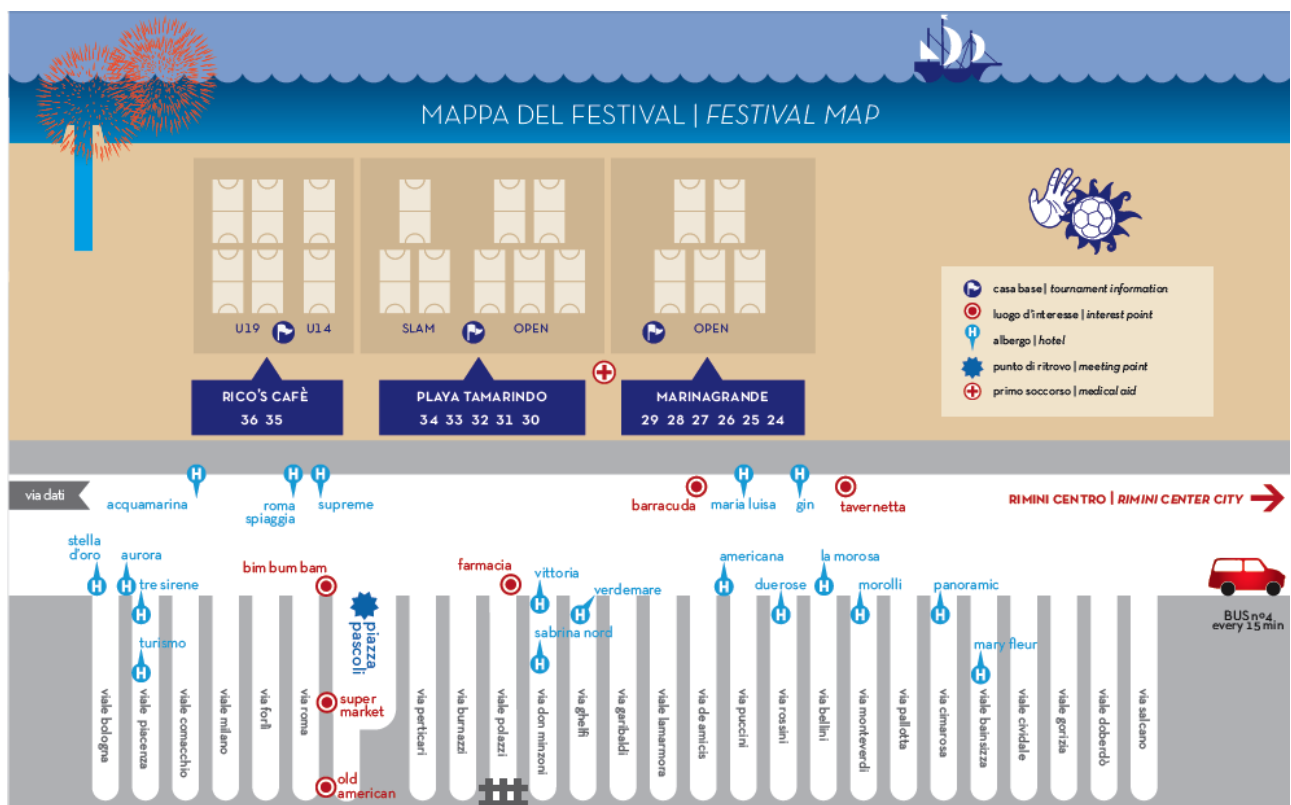 MAPPA DEL FESTIVAL | FESTIVAL MAP
U19
U14
SLAM
OPEN
OPEN
RICO'S CAFÈ
36 35
PLAYA TAMARINDO
34 33 32 31 30
MARINAGRANDE
29 28 27 26 25 24
casa base | tournament information
luogo d'interesse | interest point
H
albergo | hotel
punto di ritrovo | meeting point
primo soccorso | medical aid
via dati
H
acquamarina
H
roma
spiaggia
H
supreme
barracuda
H
maria luisa
H
gin
tavernetta
RIMINI CENTRO | RIMINI CENTER CITY
stella
d'oro
H
aurora
H
tre sirene
H
turismo
H
bim bum bam
piazza
pascoli
super
market
old
american
farmacia
vittoria
H
verdemare
H
sabrina nord
H
americana
H
due rose
H
la morosa
H
morolli
H
panoramic
H
mary fleur
H
BUS nº4
every 15 min
viale bologna
viale piacenza
viale comacchio
viale milano
via forlì
via roma
via perticari
via burnazzi
viale polazzi
via don minzoni
via ghelfi
via garibaldi
viale lamarmora
via de amicis
via puccini
via rossini
via bellini
via monteverdi
via pallotta
via cimarosa
viale bainsizza
viale cividale
viale gorizia
viale doberdò
via salcano